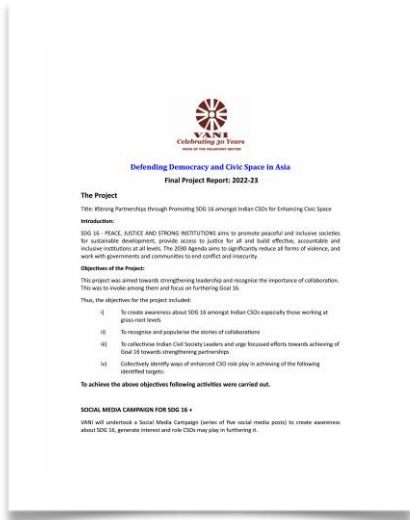 VANI
Celebrating 30 Years
VOICE OF THE VOLUNTARY SECTOR
Defending Democracy and Civic Space in Asia
Final Project Report: 2022-23
The Project
Title: #Strong Partnerships through Promoting SDG 16 amongst Indian CSOs for Enhancing Civic Space
Introduction:
SDG 16 - PEACE, JUSTICE AND STRONG INSTITUTIONS aims to promote peaceful and inclusive societies
for sustainable development, provide access to justice for all and build effective, accountable and
inclusive institutions at all levels. The 2030 Agenda aims to significantly reduce all forms of violence, and
work with governments and communities to end conflict and insecurity.
Objectives of the Project:
This project was aimed towards strengthening leadership and recognise the importance of collaboration.
This was to invoke among them and focus on furthering Goal 16.
Thus, the objectives for the project included:
i) To create awareness about SDG 16 amongst Indian CSOs especially those working at
grass-root levels
ii) To recognise and popularise the stories of collaborations
iii) To collectivise Indian Civil Society Leaders and urge focussed efforts towards achieving of
Goal 16 towards strengthening partnerships
iv) Collectively identify ways of enhanced CSO role play in achieving of the following
identified targets:
To achieve the above objectives following activities were carried out.
SOCIAL MEDIA CAMPAIGN FOR SDG 16 +
VANI will undertook a Social Media Campaign (series of five social media posts) to create awareness
about SDG 16, generate interest and role CSOs may play in furthering it.